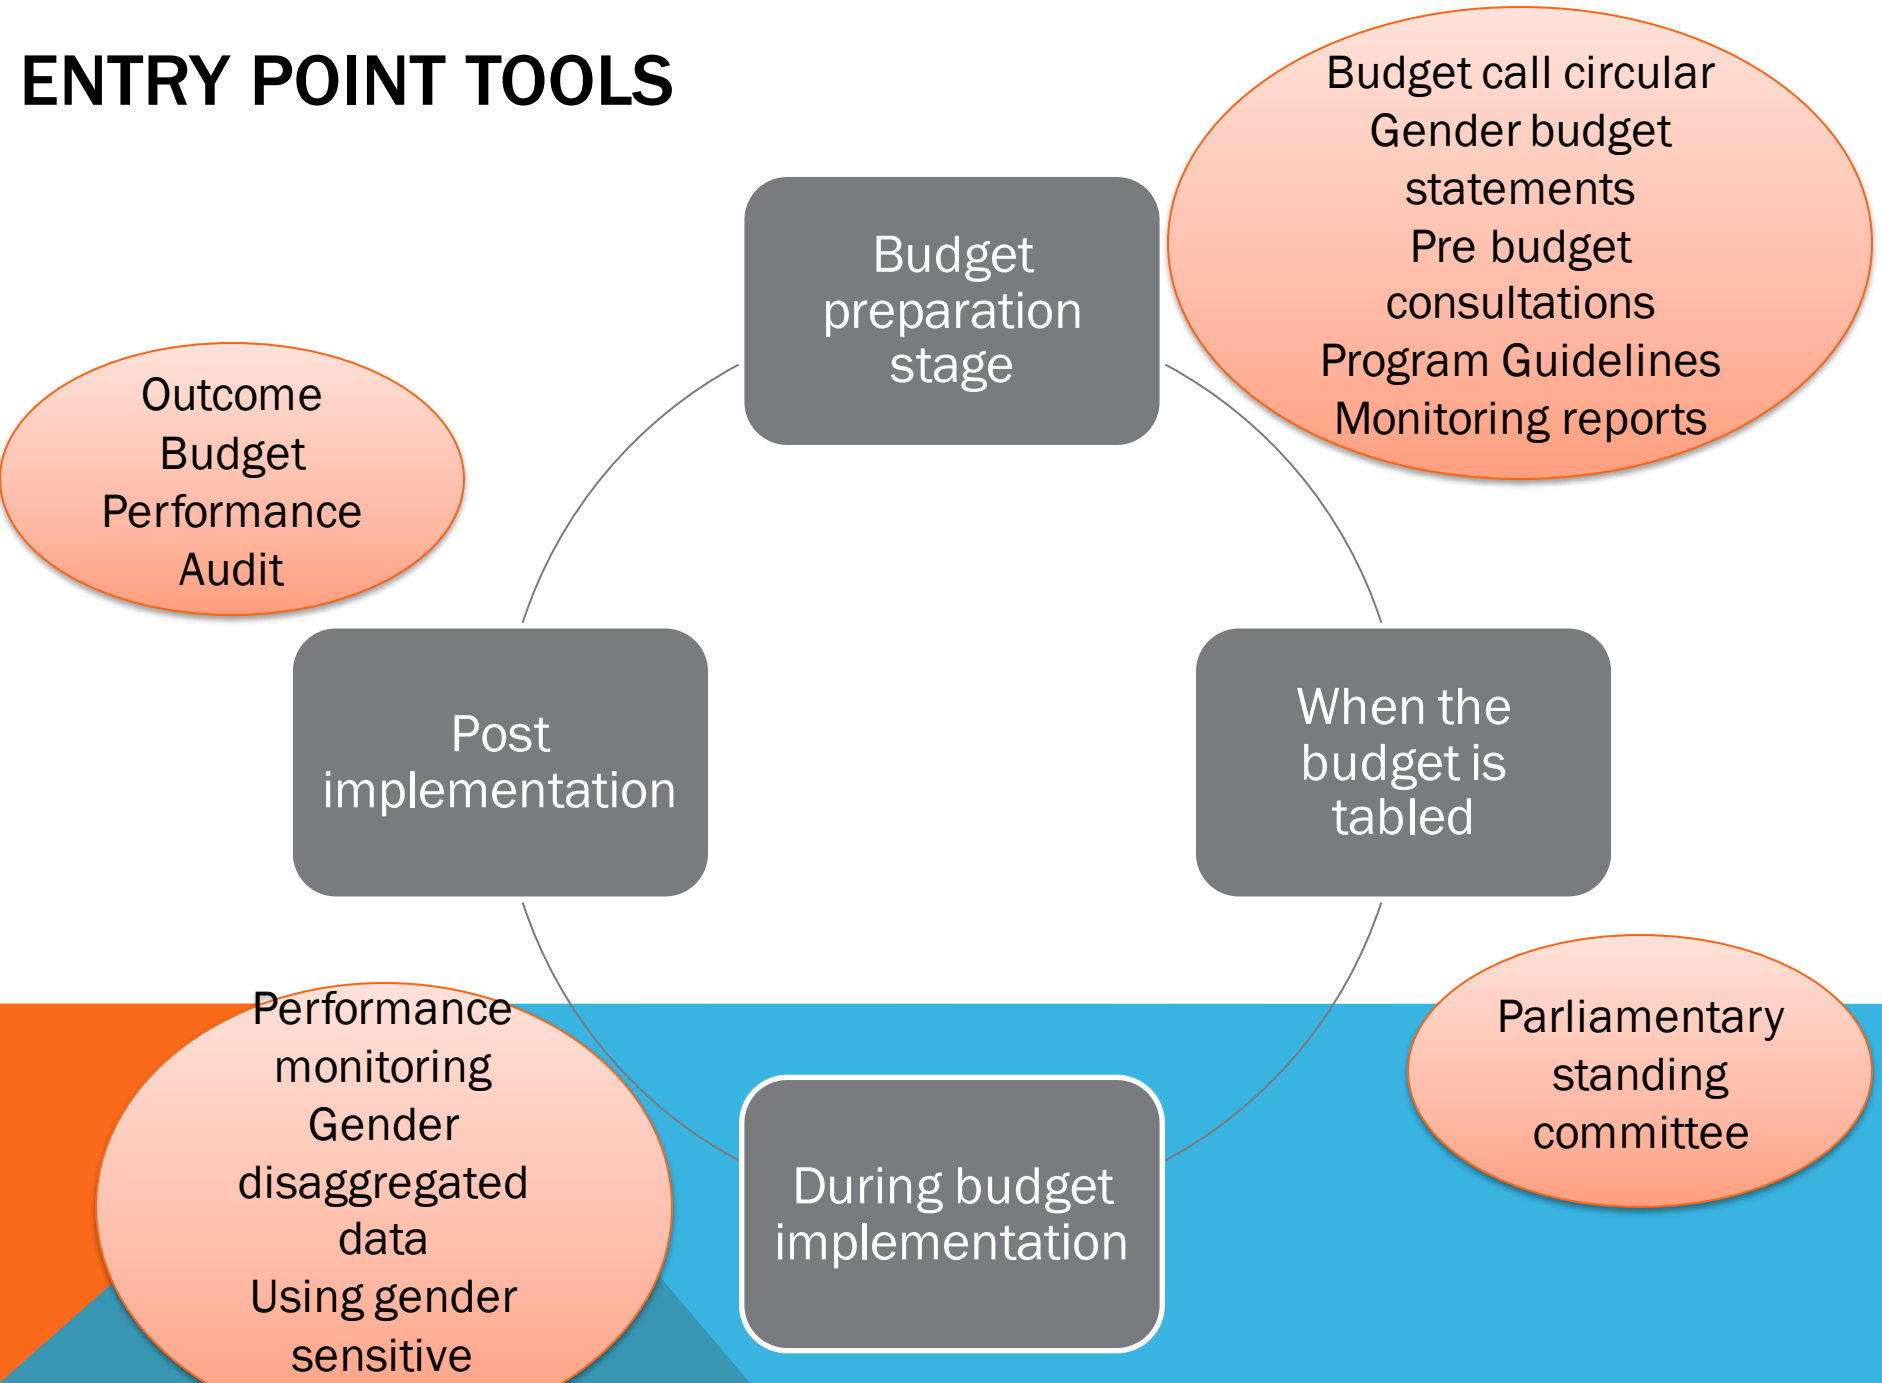 ENTRY POINT TOOLS
Budget call circular
Gender budget
statements
Pre budget
consultations
Program Guidelines
Monitoring reports
Budget
preparation
stage
Outcome
Budget
Performance
Audit
Post
implementation
When the
budget is
tabled
Parliamentary
standing
committee
Performance
monitoring
Gender
disaggregated
data
Using gender
sensitive
During budget
implementation